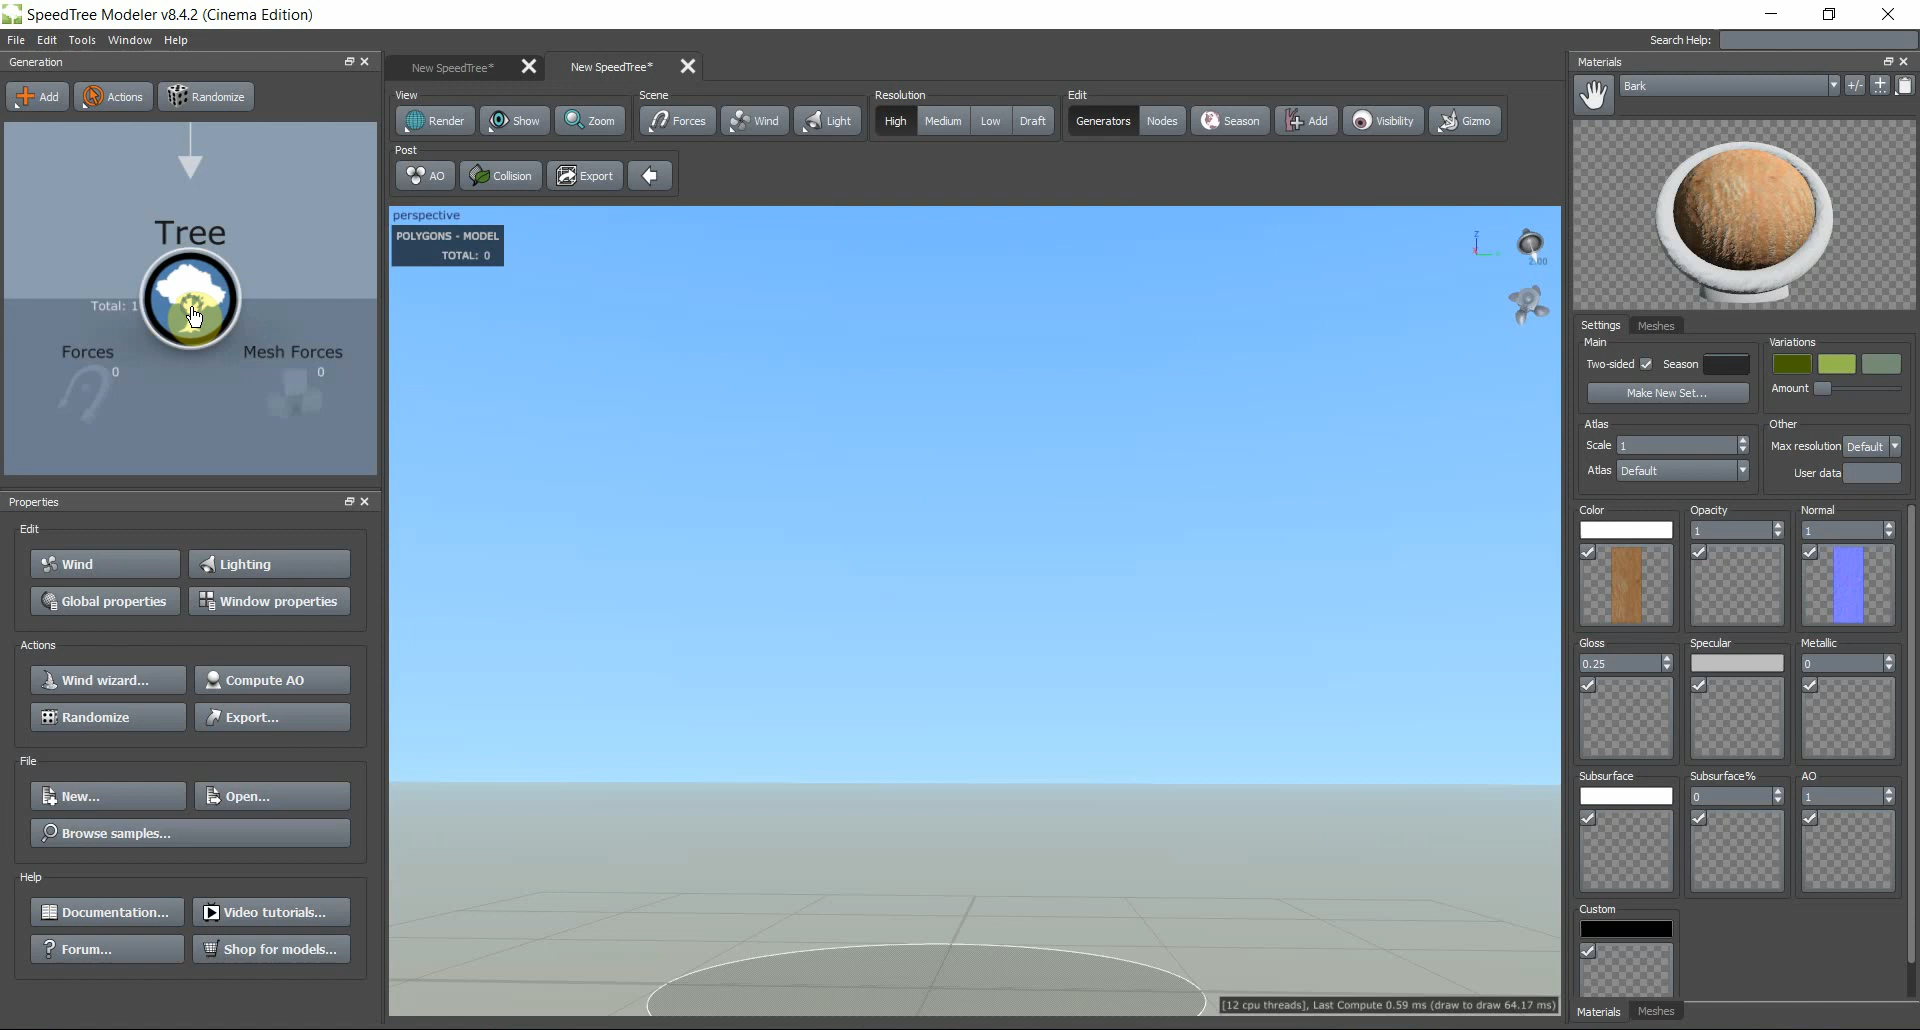 SpeedTree Modeler v8.4.2 (Cinema Edition)
File Edit Tools Window Help
Search Help:
Generation
Add Actions Randomize
Tree
Total: 1
Forces
0
Mesh Forces
0
Properties
Edit
Wind Lighting
Global properties Window properties
Actions
Wind wizard... Compute AO
Randomize Export...
File
New... Open...
Browse samples...
Help
Documentation... Video tutorials...
Forum... Shop for models...
New SpeedTree* New SpeedTree*
View
Render Show Zoom
Scene
Forces Wind Light
Resolution
High Medium Low Draft
Edit
Generators Nodes Season Add Visibility Gizmo
Post
AO Collision Export
perspective
POLYGONS - MODEL
TOTAL: 0
Z
2.00
[12 cpu threads], Last Compute 0.59 ms (draw to draw 64.17 ms)
Materials
Bark
+/-
Settings Meshes
Main
Two-sided Season
Make New Set...
Variations
Amount
Atlas
Scale 1
Atlas Default
Other
Max resolution Default
User data
Color Opacity Normal
1 1
Gloss Specular Metallic
0.25 0
Subsurface Subsurface% AO
0 1
Custom
Materials Meshes